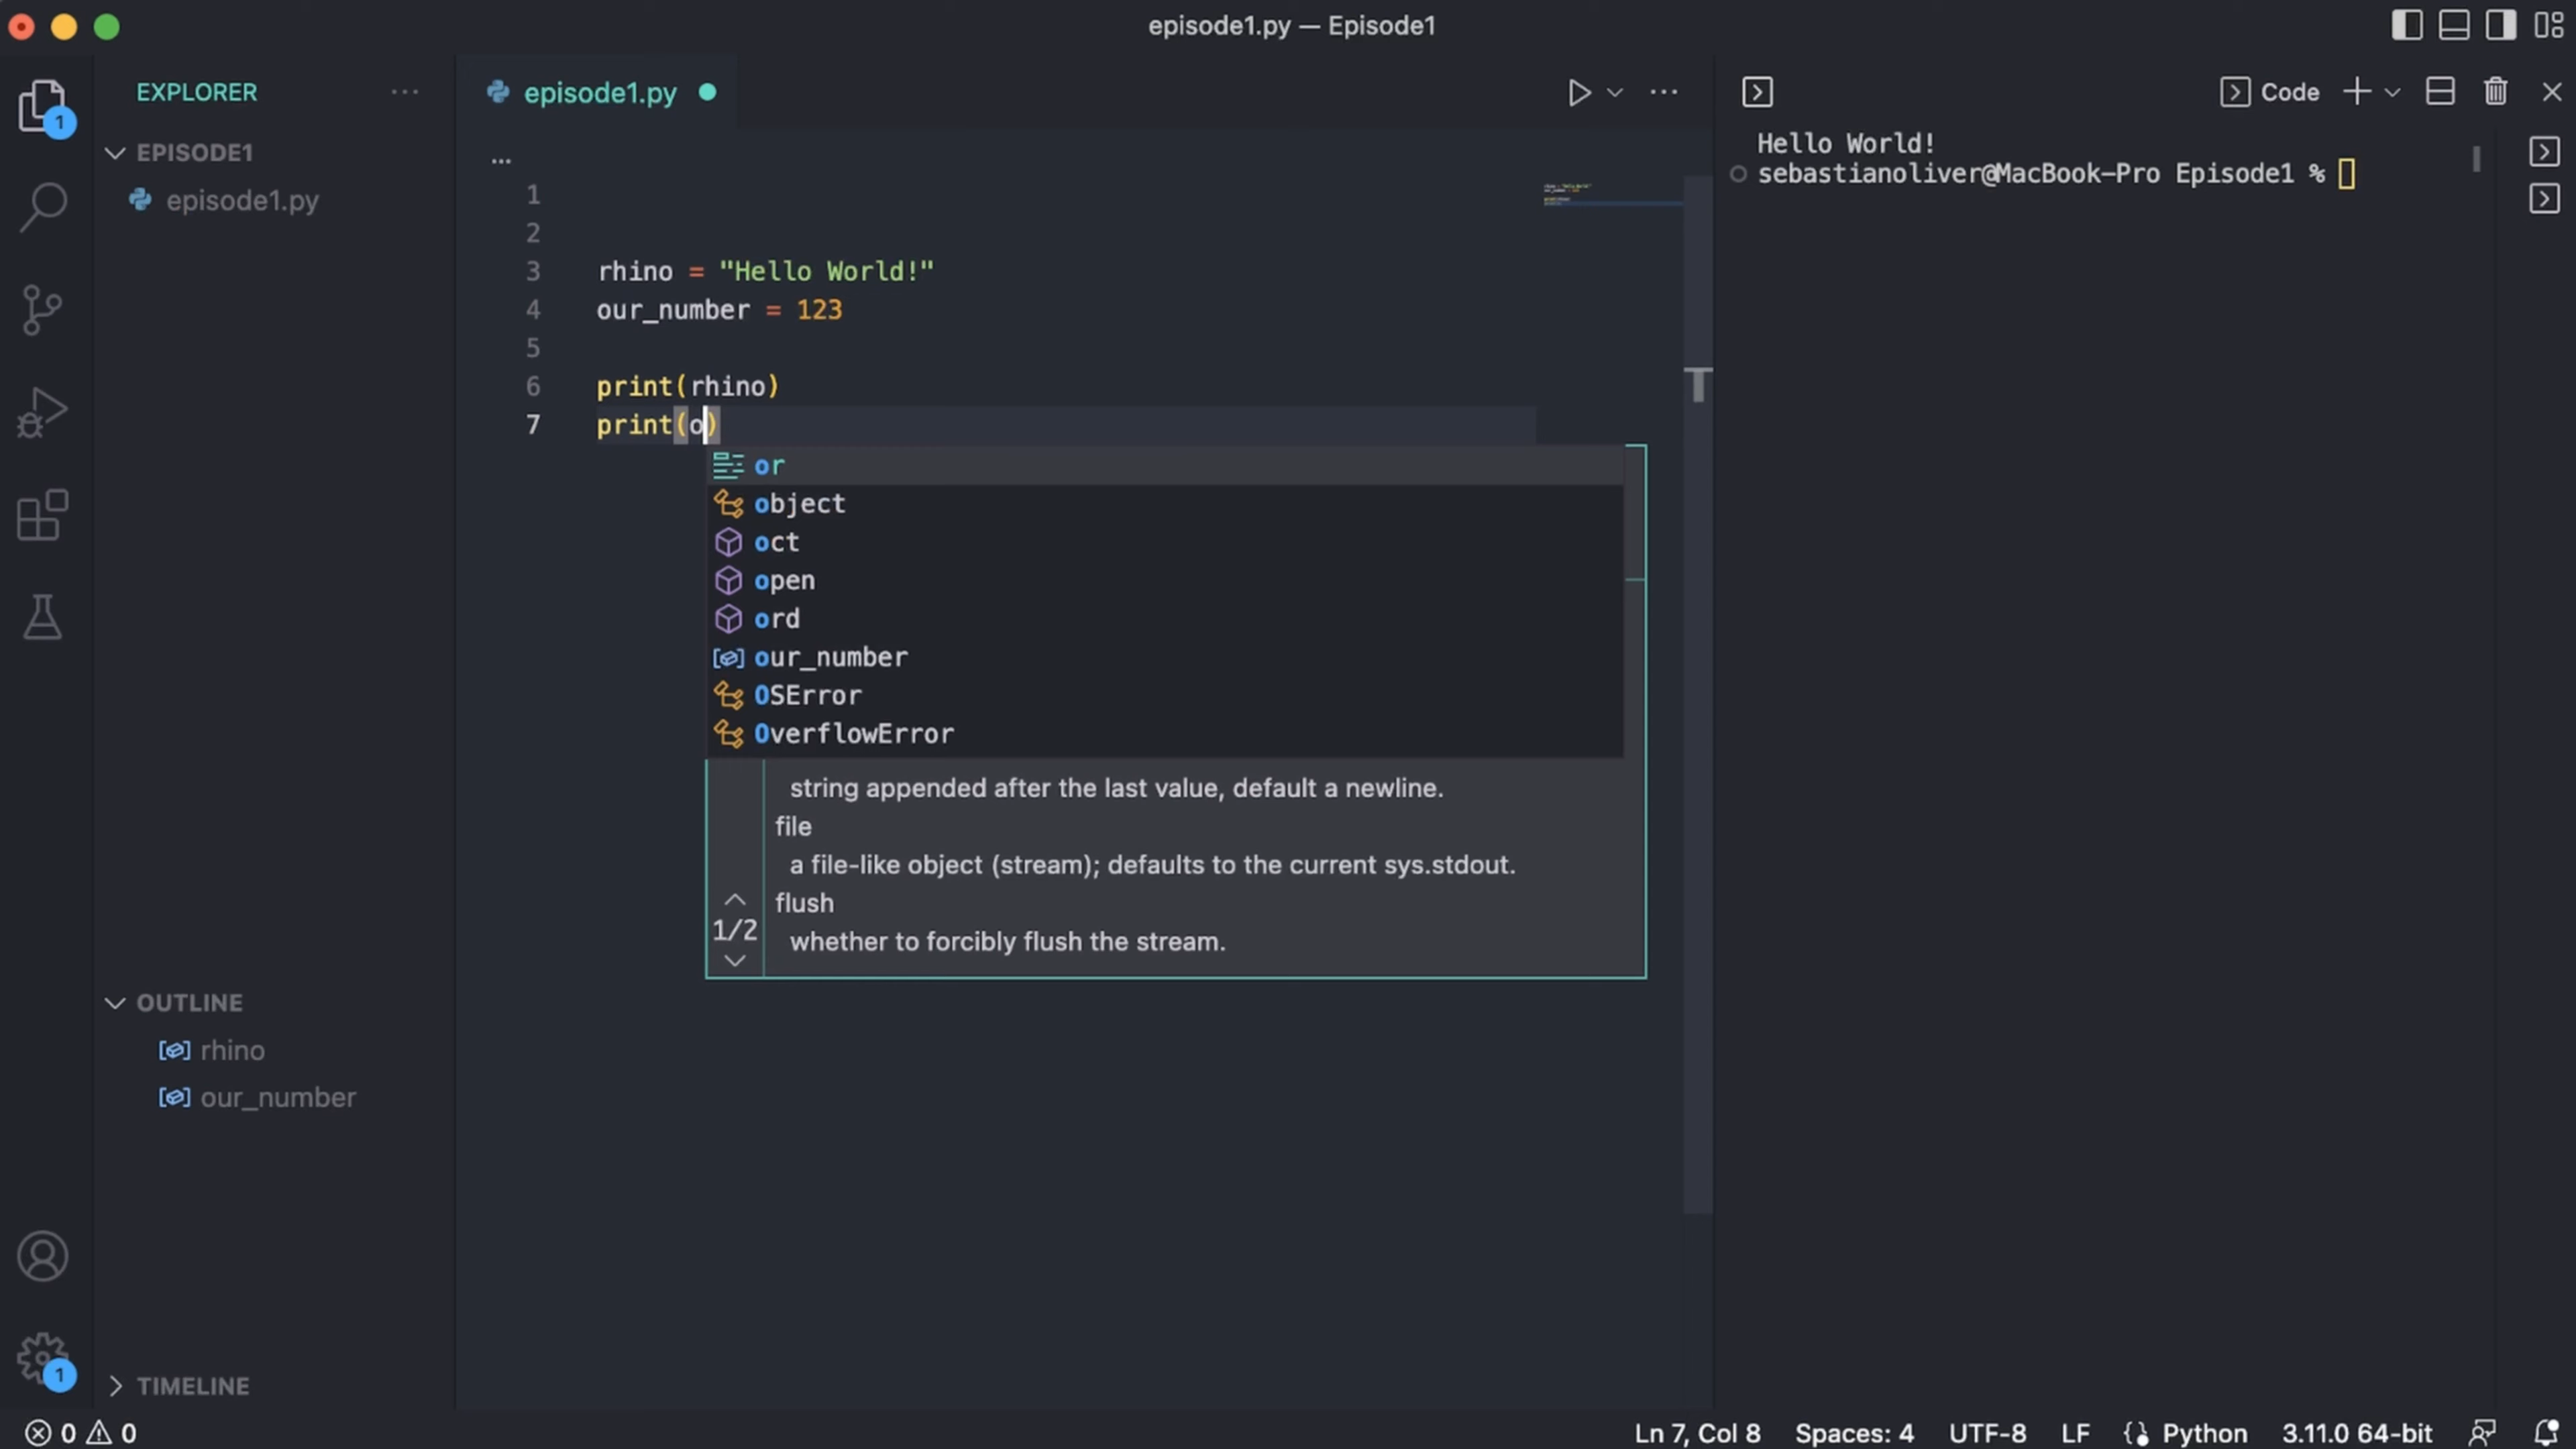 episode1.py — Episode1
EXPLORER
EPISODE1
episode1.py
1
episode1.py
...
1
2
3 rhino = "Hello World!"
4 our_number = 123
5
6 print(rhino)
7 print(o)
or
object
oct
open
ord
our_number
OSError
OverflowError
string appended after the last value, default a newline.
file
a file-like object (stream); defaults to the current sys.stdout.
flush
1/2
whether to forcibly flush the stream.
Code
Hello World!
sebastianoliver@MacBook-Pro Episode1 %
OUTLINE
rhino
our_number
TIMELINE
1
0 0
Ln 7, Col 8
Spaces: 4
UTF-8
LF
Python
3.11.0 64-bit